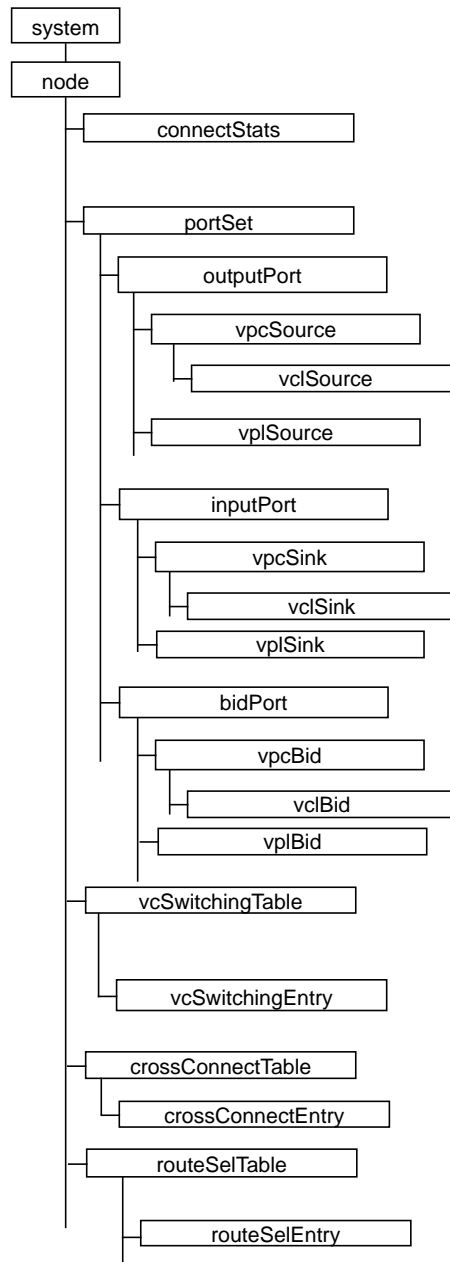 system
node
connectStats
portSet
outputPort
vpcSource
vclSource
vplSource
inputPort
vpcSink
vclSink
vplSink
bidPort
vpcBid
vclBid
vplBid
vcSwitchingTable
vcSwitchingEntry
crossConnectTable
crossConnectEntry
routeSelTable
routeSelEntry